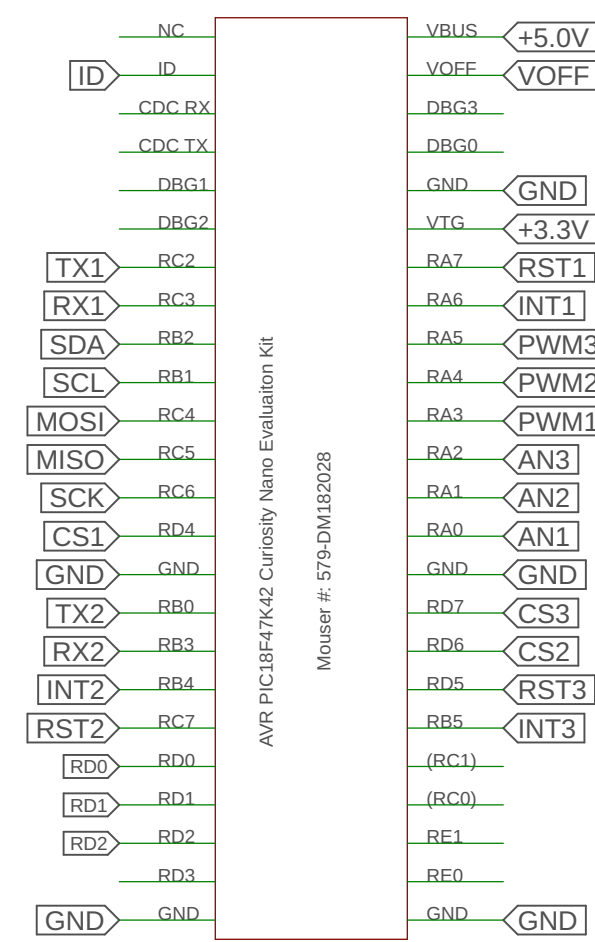 NC VBUS +5.0V
ID ID VOFF VOFF
CDC RX DBG3
CDC TX DBG0
DBG1 GND GND
DBG2 VTG +3.3V
TX1 RC2 RA7 RST1
RX1 RC3 RA6 INT1
SDA RB2 RA5 PWM3
SCL RB1 RA4 PWM2
MOSI RC4 RA3 PWM1
MISO RC5 RA2 AN3
SCK RC6 RA1 AN2
CS1 RD4 RA0 AN1
GND GND GND GND
TX2 RB0 RD7 CS3
RX2 RB3 RD6 CS2
INT2 RB4 RD5 RST3
RST2 RC7 RB5 INT3
RD0 RD0 (RC1)
RD1 RD1 (RC0)
RD2 RD2 RE1
RD3 RE0
GND GND GND GND
AVR PIC18F47K42 Curiosity Nano Evaluaiton Kit
Mouser #: 579-DM182028